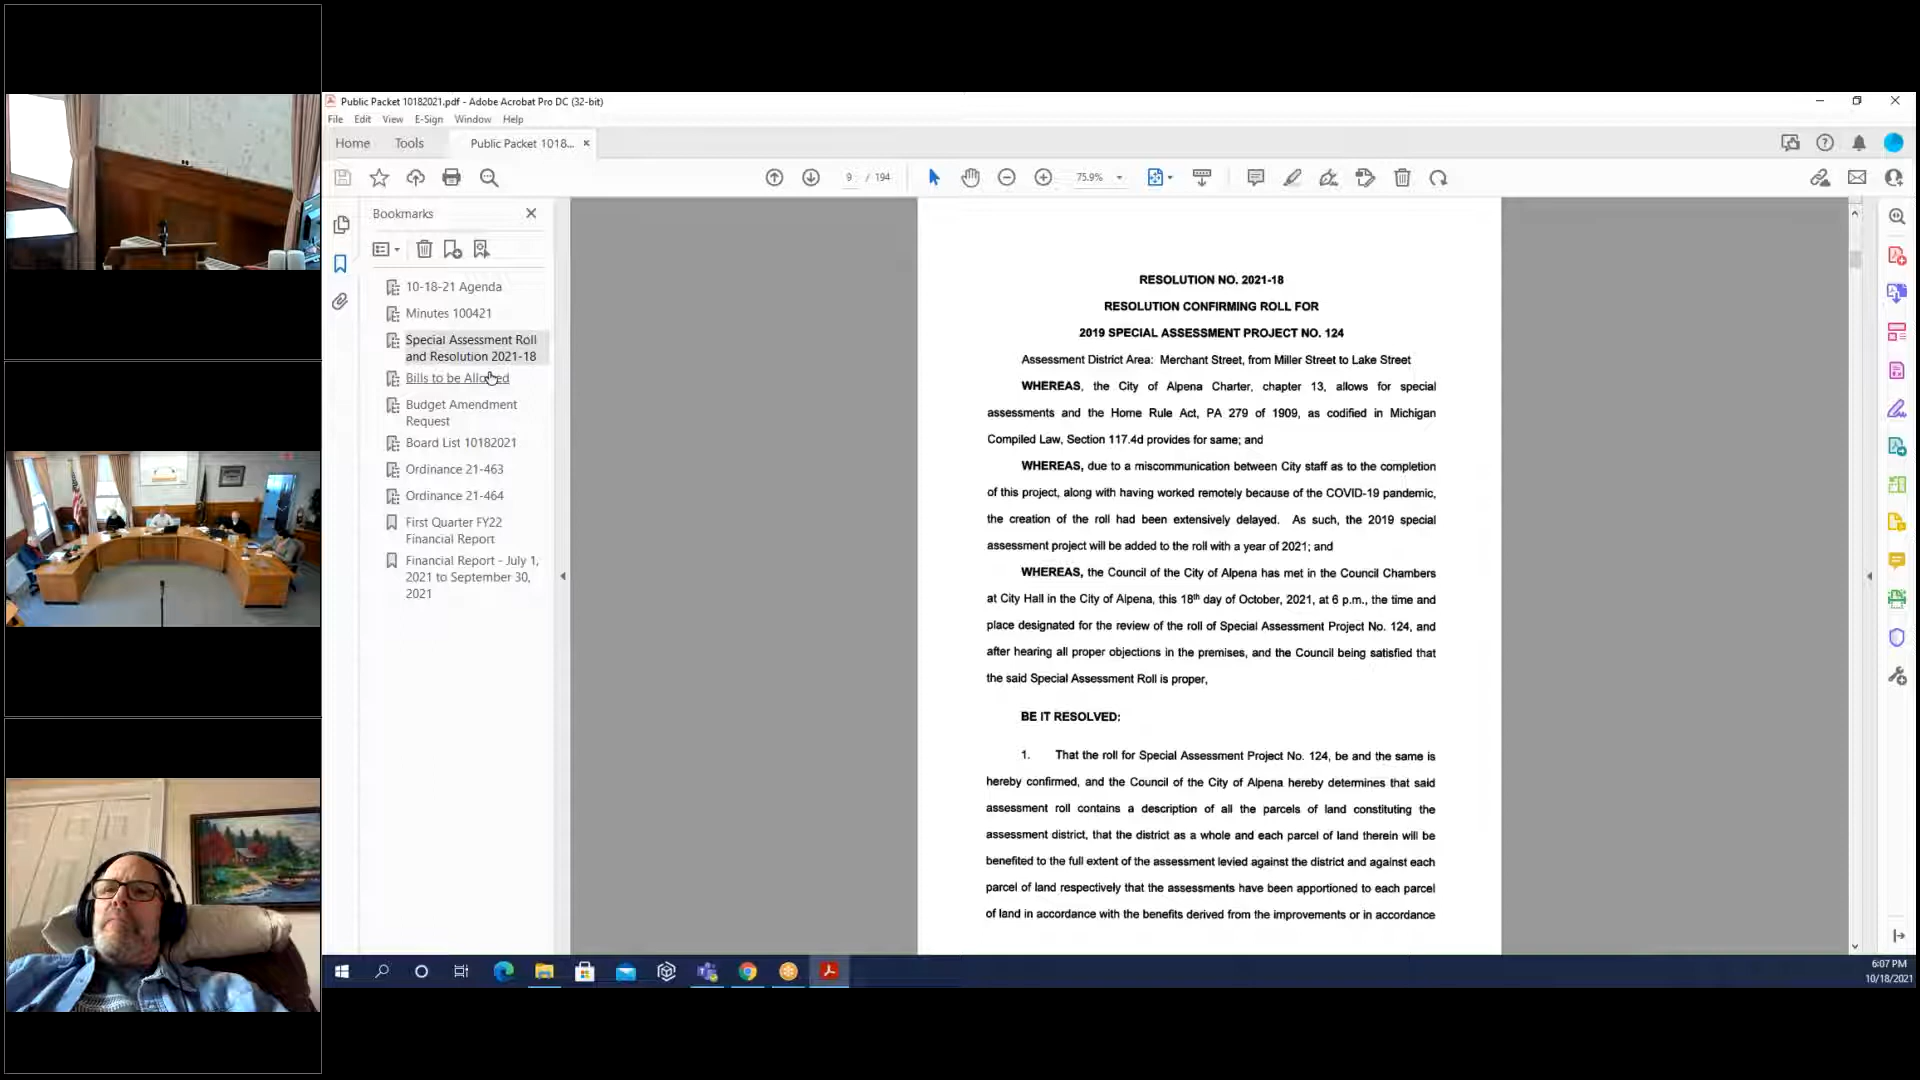 Public Packet 10182021.pdf - Adobe Acrobat Pro DC (32-bit)
File Edit View E-Sign Window Help
Home Tools Public Packet 1018...
9 / 194
75.9%
Bookmarks
10-18-21 Agenda
Minutes 100421
Special Assessment Roll
and Resolution 2021-18
Bills to be Allowed
Budget Amendment
Request
Board List 10182021
Ordinance 21-463
Ordinance 21-464
First Quarter FY22
Financial Report
Financial Report - July 1,
2021 to September 30,
2021
RESOLUTION NO. 2021-18
RESOLUTION CONFIRMING ROLL FOR
2019 SPECIAL ASSESSMENT PROJECT NO. 124
Assessment District Area: Merchant Street, from Miller Street to Lake Street
WHEREAS, the City of Alpena Charter, chapter 13, allows for special
assessments and the Home Rule Act, PA 279 of 1909, as codified in Michigan
Compiled Law, Section 117.4d provides for same; and
WHEREAS, due to a miscommunication between City staff as to the completion
of this project, along with having worked remotely because of the COVID-19 pandemic,
the creation of the roll had been extensively delayed. As such, the 2019 special
assessment project will be added to the roll with a year of 2021; and
WHEREAS, the Council of the City of Alpena has met in the Council Chambers
at City Hall in the City of Alpena, this 18th day of October, 2021, at 6 p.m., the time and
place designated for the review of the roll of Special Assessment Project No. 124, and
after hearing all proper objections in the premises, and the Council being satisfied that
the said Special Assessment Roll is proper,
BE IT RESOLVED:
1. That the roll for Special Assessment Project No. 124, be and the same is
hereby confirmed, and the Council of the City of Alpena hereby determines that said
assessment roll contains a description of all the parcels of land constituting the
assessment district, that the district as a whole and each parcel of land therein will be
benefited to the full extent of the assessment levied against the district and against each
parcel of land respectively that the assessments have been apportioned to each parcel
of land in accordance with the benefits derived from the improvements or in accordance
6:07 PM
10/18/2021